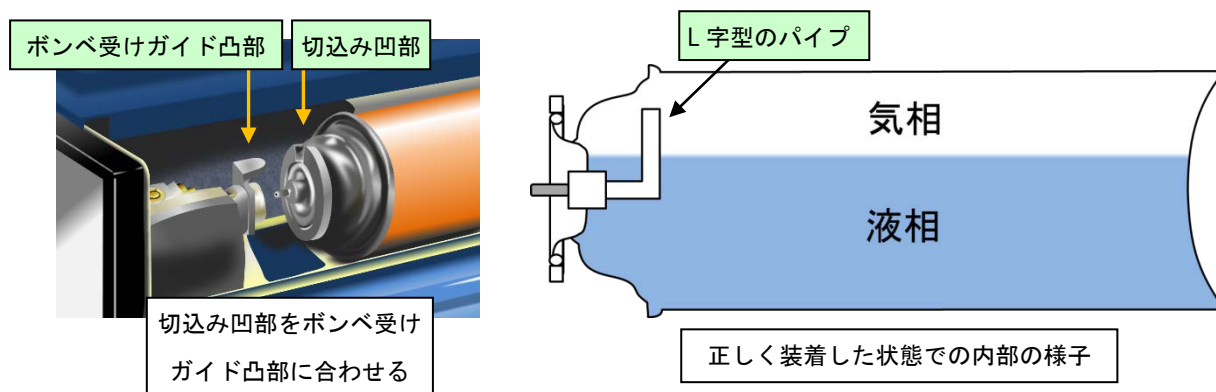 ボンベ受けガイド凸部
切込み凹部
L字型のパイプ
気相
液相
切込み凹部をボンベ受け
ガイド凸部に合わせる
正しく装着した状態での内部の様子